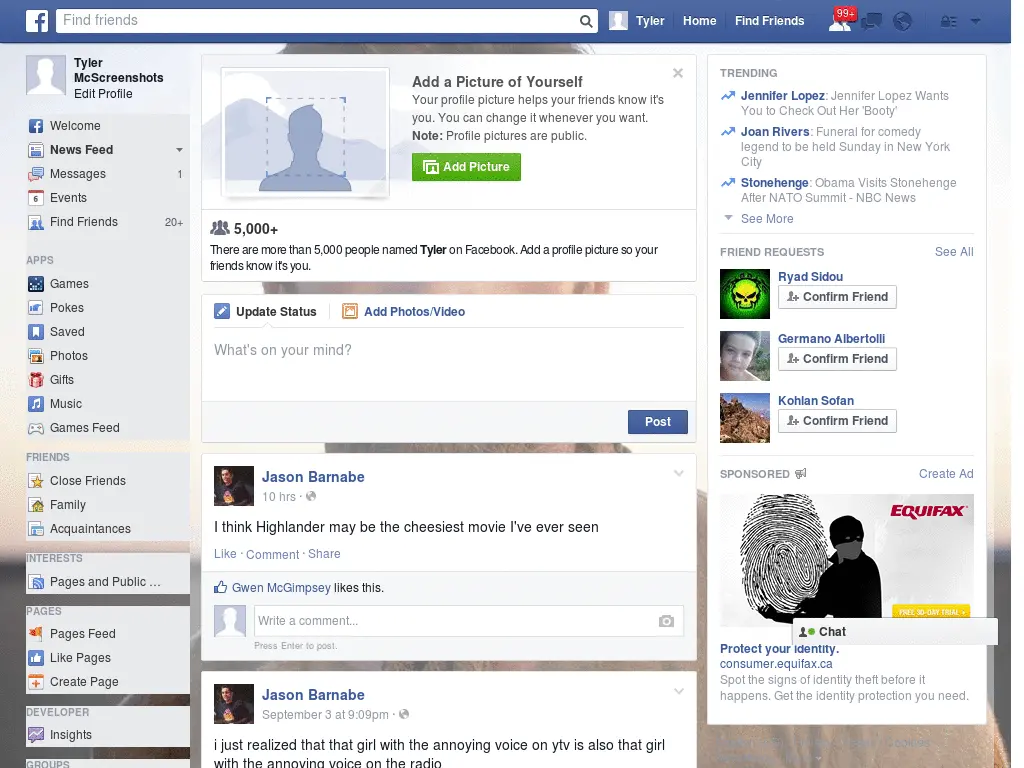 Find friends
Tyler
Home
Find Friends
99+
Tyler
McScreenshots
Edit Profile
Welcome
News Feed
Messages 1
6 Events
Find Friends 20+
APPS
Games
Pokes
Saved
Photos
Gifts
Music
Games Feed
FRIENDS
Close Friends
Family
Acquaintances
INTERESTS
Pages and Public ...
PAGES
Pages Feed
Like Pages
Create Page
DEVELOPER
Insights
GROUPS
Add a Picture of Yourself
Your profile picture helps your friends know it's
you. You can change it whenever you want.
Note: Profile pictures are public.
Add Picture
5,000+
There are more than 5,000 people named Tyler on Facebook. Add a profile picture so your
friends know it's you.
Update Status
Add Photos/Video
What's on your mind?
Post
Jason Barnabe
10 hrs ·
I think Highlander may be the cheesiest movie I've ever seen
Like · Comment · Share
Gwen McGimpsey likes this.
Write a comment...
Press Enter to post.
Jason Barnabe
September 3 at 9:09pm ·
i just realized that that girl with the annoying voice on ytv is also that girl
with the annoying voice on the radio
TRENDING
Jennifer Lopez: Jennifer Lopez Wants
You to Check Out Her 'Booty'
Joan Rivers: Funeral for comedy
legend to be held Sunday in New York
City
Stonehenge: Obama Visits Stonehenge
After NATO Summit - NBC News
See More
FRIEND REQUESTS See All
Ryad Sidou
Confirm Friend
Germano Albertolli
Confirm Friend
Kohlan Sofan
Confirm Friend
SPONSORED Create Ad
EQUIFAX
FREE 30-DAY TRIAL
Chat
Protect your identity.
consumer.equifax.ca
Spot the signs of identity theft before it
happens. Get the identity protection you need.